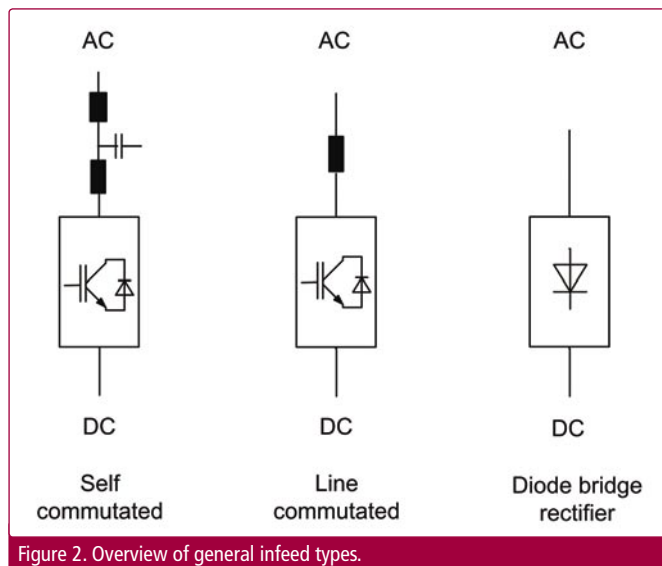 AC
AC
AC
DC
DC
DC
Self
commutated
Line
commutated
Diode bridge
rectifier
Figure 2. Overview of general infeed types.